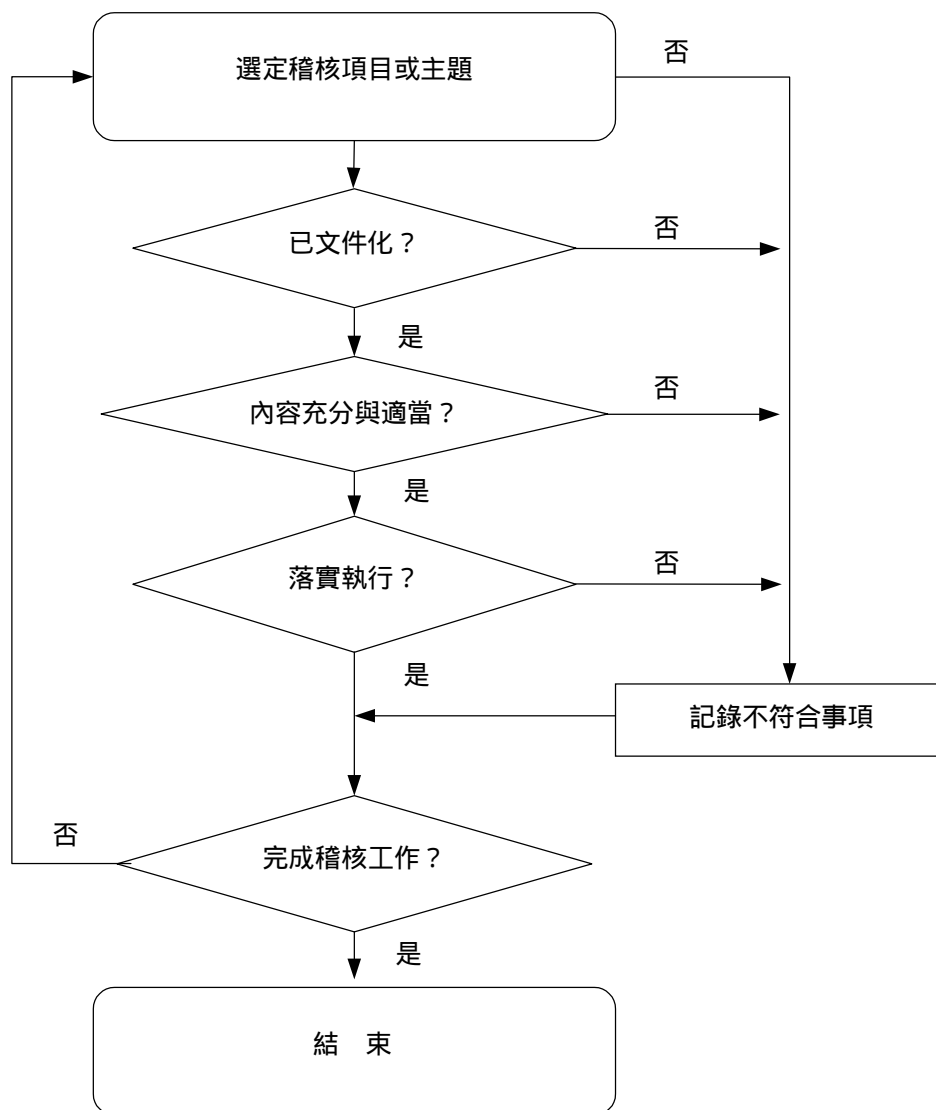 選定稽核項目或主題
否
已文件化？
否
是
內容充分與適當？
否
是
落實執行？
否
是
記錄不符合事項
否
完成稽核工作？
是
結　束